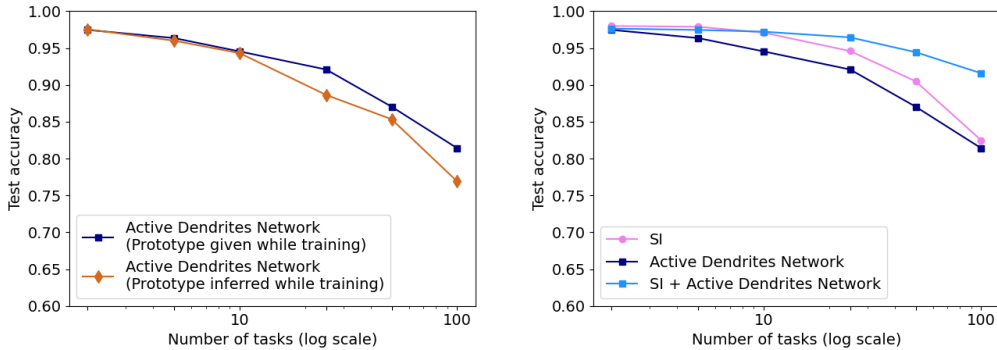 1.00
0.95
0.90
0.85
0.80
0.75
0.70
0.65
0.60
Test accuracy
Active Dendrites Network
(Prototype given while training)
Active Dendrites Network
(Prototype inferred while training)
10
100
Number of tasks (log scale)
1.00
0.95
0.90
0.85
0.80
0.75
0.70
0.65
0.60
Test accuracy
SI
Active Dendrites Network
SI + Active Dendrites Network
10
100
Number of tasks (log scale)